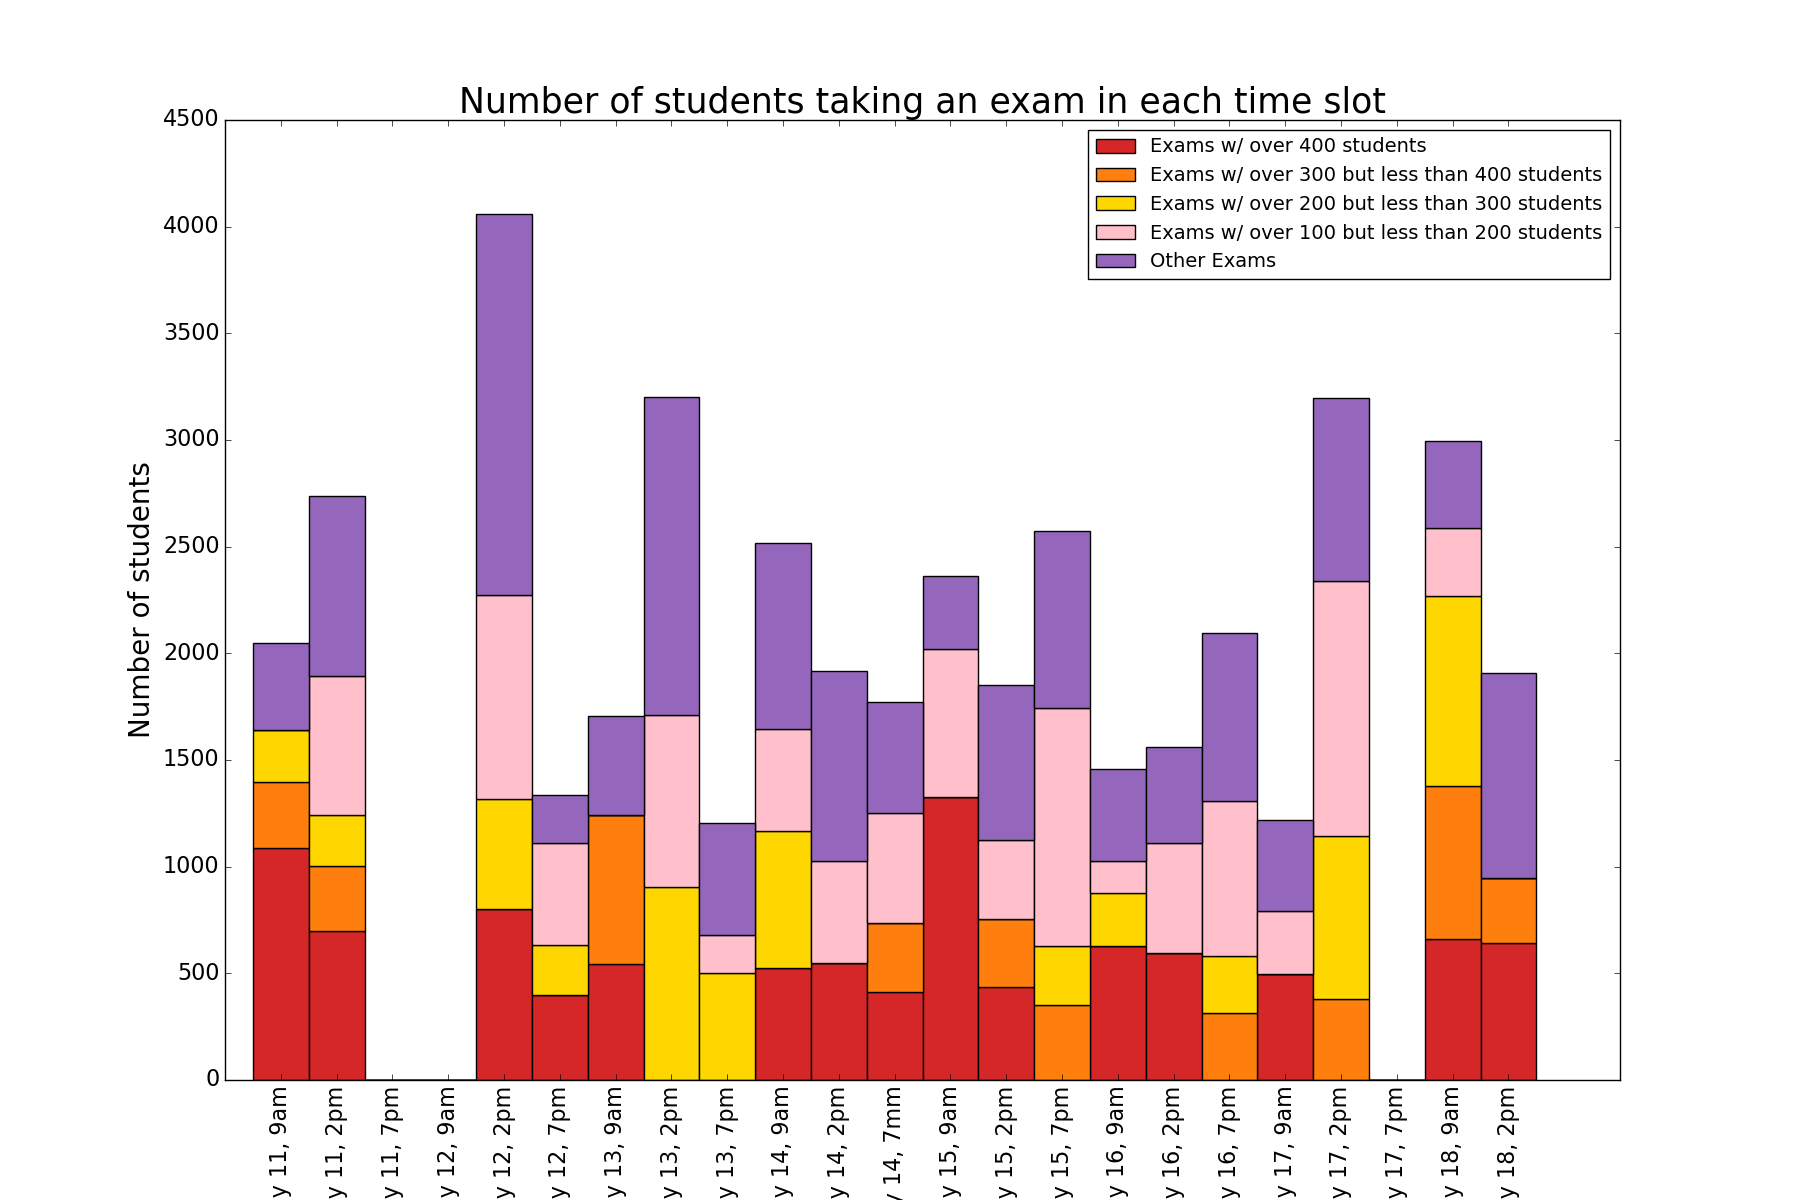 Number of students taking an exam in each time slot
Exams w/ over 400 students
Exams w/ over 300 but less than 400 students
Exams w/ over 200 but less than 300 students
Exams w/ over 100 but less than 200 students
Other Exams
Number of students
4500
4000
3500
3000
2500
2000
1500
1000
500
0
y 11, 9am
y 11, 2pm
y 11, 7pm
y 12, 9am
y 12, 2pm
y 12, 7pm
y 13, 9am
y 13, 2pm
y 13, 7pm
y 14, 9am
y 14, 2pm
y 14, 7mm
y 15, 9am
y 15, 2pm
y 15, 7pm
y 16, 9am
y 16, 2pm
y 16, 7pm
y 17, 9am
y 17, 2pm
y 17, 7pm
y 18, 9am
y 18, 2pm